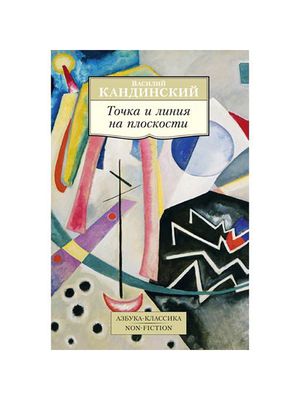 Василий
КАНДИНСКИЙ
Точка и линия
на плоскости
АЗБУКА-КЛАССИКА
NON-FICTION